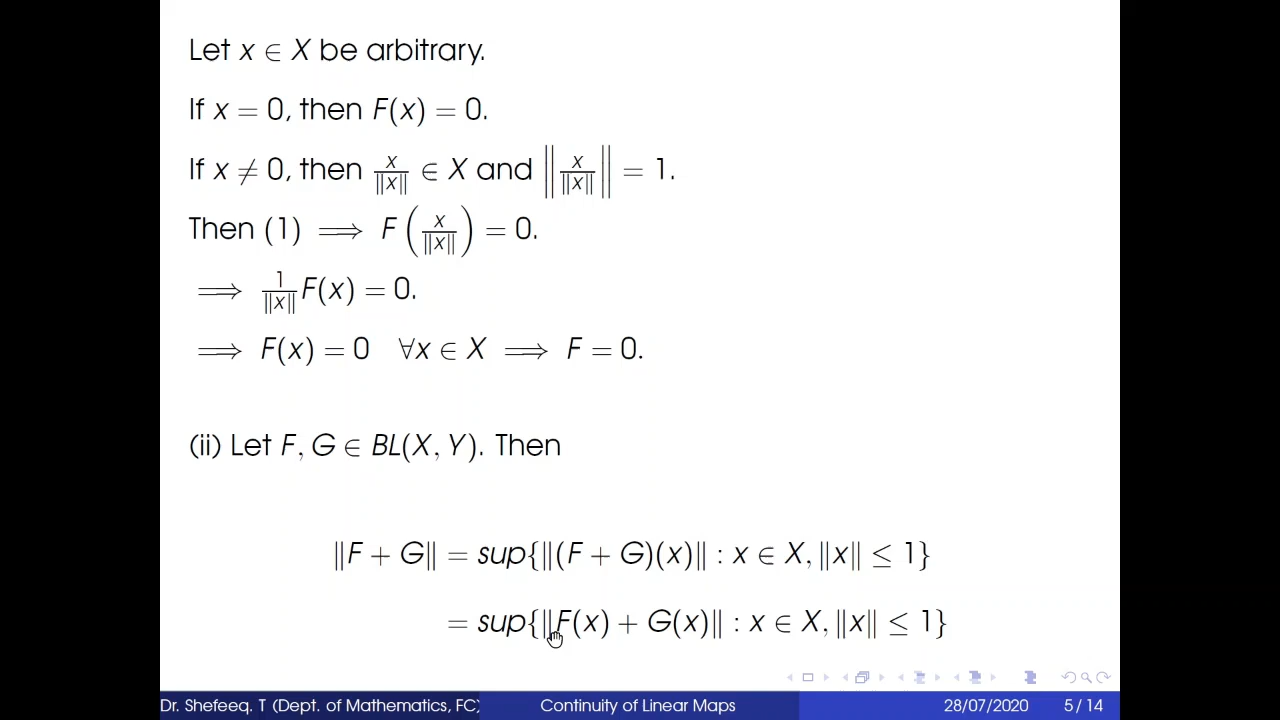 Let x ∈ X be arbitrary.
If x = 0, then F(x) = 0.
If x ≠ 0, then x/‖x‖ ∈ X and ‖x/‖x‖‖ = 1.
Then (1) ⟹ F(x/‖x‖) = 0.
⟹ 1/‖x‖ F(x) = 0.
⟹ F(x) = 0 ∀x ∈ X ⟹ F = 0.
(ii) Let F, G ∈ BL(X, Y). Then
‖F + G‖ = sup{‖(F + G)(x)‖ : x ∈ X, ‖x‖ ≤ 1}
= sup{‖F(x) + G(x)‖ : x ∈ X, ‖x‖ ≤ 1}
Dr. Shefeeq. T (Dept. of Mathematics, FC) Continuity of Linear Maps 28/07/2020 5 / 14